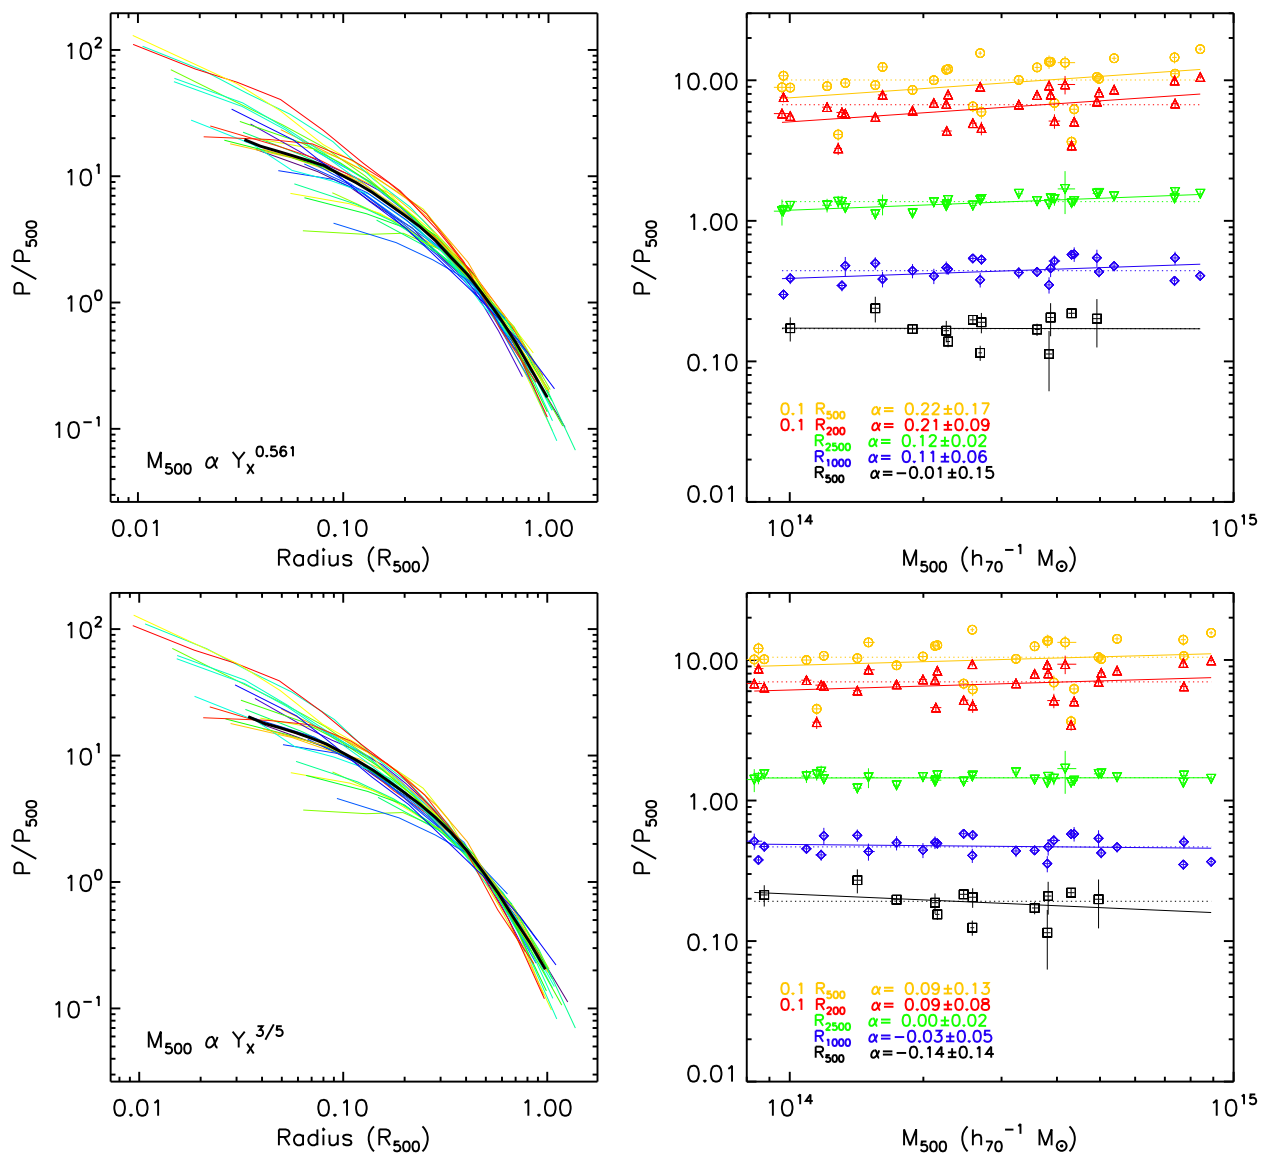 10²
10¹
10⁰
10⁻¹
P/P₅₀₀
M₅₀₀ α Yₓ^0.561
0.01 0.10 1.00
Radius (R₅₀₀)
10.00
1.00
0.10
0.01
P/P₅₀₀
0.1 R₅₀₀ α= 0.22±0.17
0.1 R₂₀₀ α= 0.21±0.09
R₂₅₀₀ α= 0.12±0.02
R₁₀₀₀ α= 0.11±0.06
R₅₀₀ α=−0.01±0.15
10¹⁴ 10¹⁵
M₅₀₀ (h₇₀⁻¹ M☉)
10²
10¹
10⁰
10⁻¹
P/P₅₀₀
M₅₀₀ α Yₓ^3/5
0.01 0.10 1.00
Radius (R₅₀₀)
10.00
1.00
0.10
0.01
P/P₅₀₀
0.1 R₅₀₀ α= 0.09±0.13
0.1 R₂₀₀ α= 0.09±0.08
R₂₅₀₀ α= 0.00±0.02
R₁₀₀₀ α=−0.03±0.05
R₅₀₀ α=−0.14±0.14
10¹⁴ 10¹⁵
M₅₀₀ (h₇₀⁻¹ M☉)